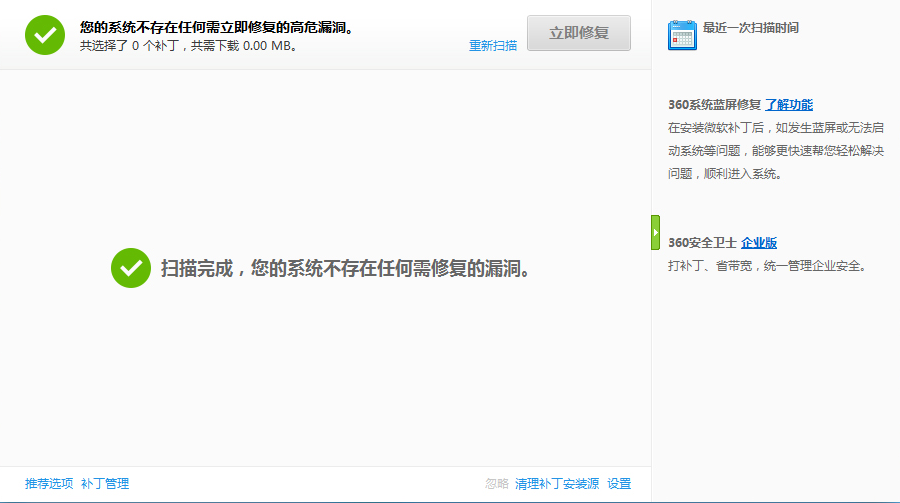 您的系统不存在任何需立即修复的高危漏洞。
共选择了 0 个补丁，共需下载 0.00 MB。
重新扫描
立即修复
扫描完成，您的系统不存在任何需修复的漏洞。
推荐选项 补丁管理
忽略 清理补丁安装源 设置
最近一次扫描时间
360系统蓝屏修复 了解功能
在安装微软补丁后，如发生蓝屏或无法启
动系统等问题，能够更快速帮您轻松解决
问题，顺利进入系统。
360安全卫士 企业版
打补丁、省带宽，统一管理企业安全。